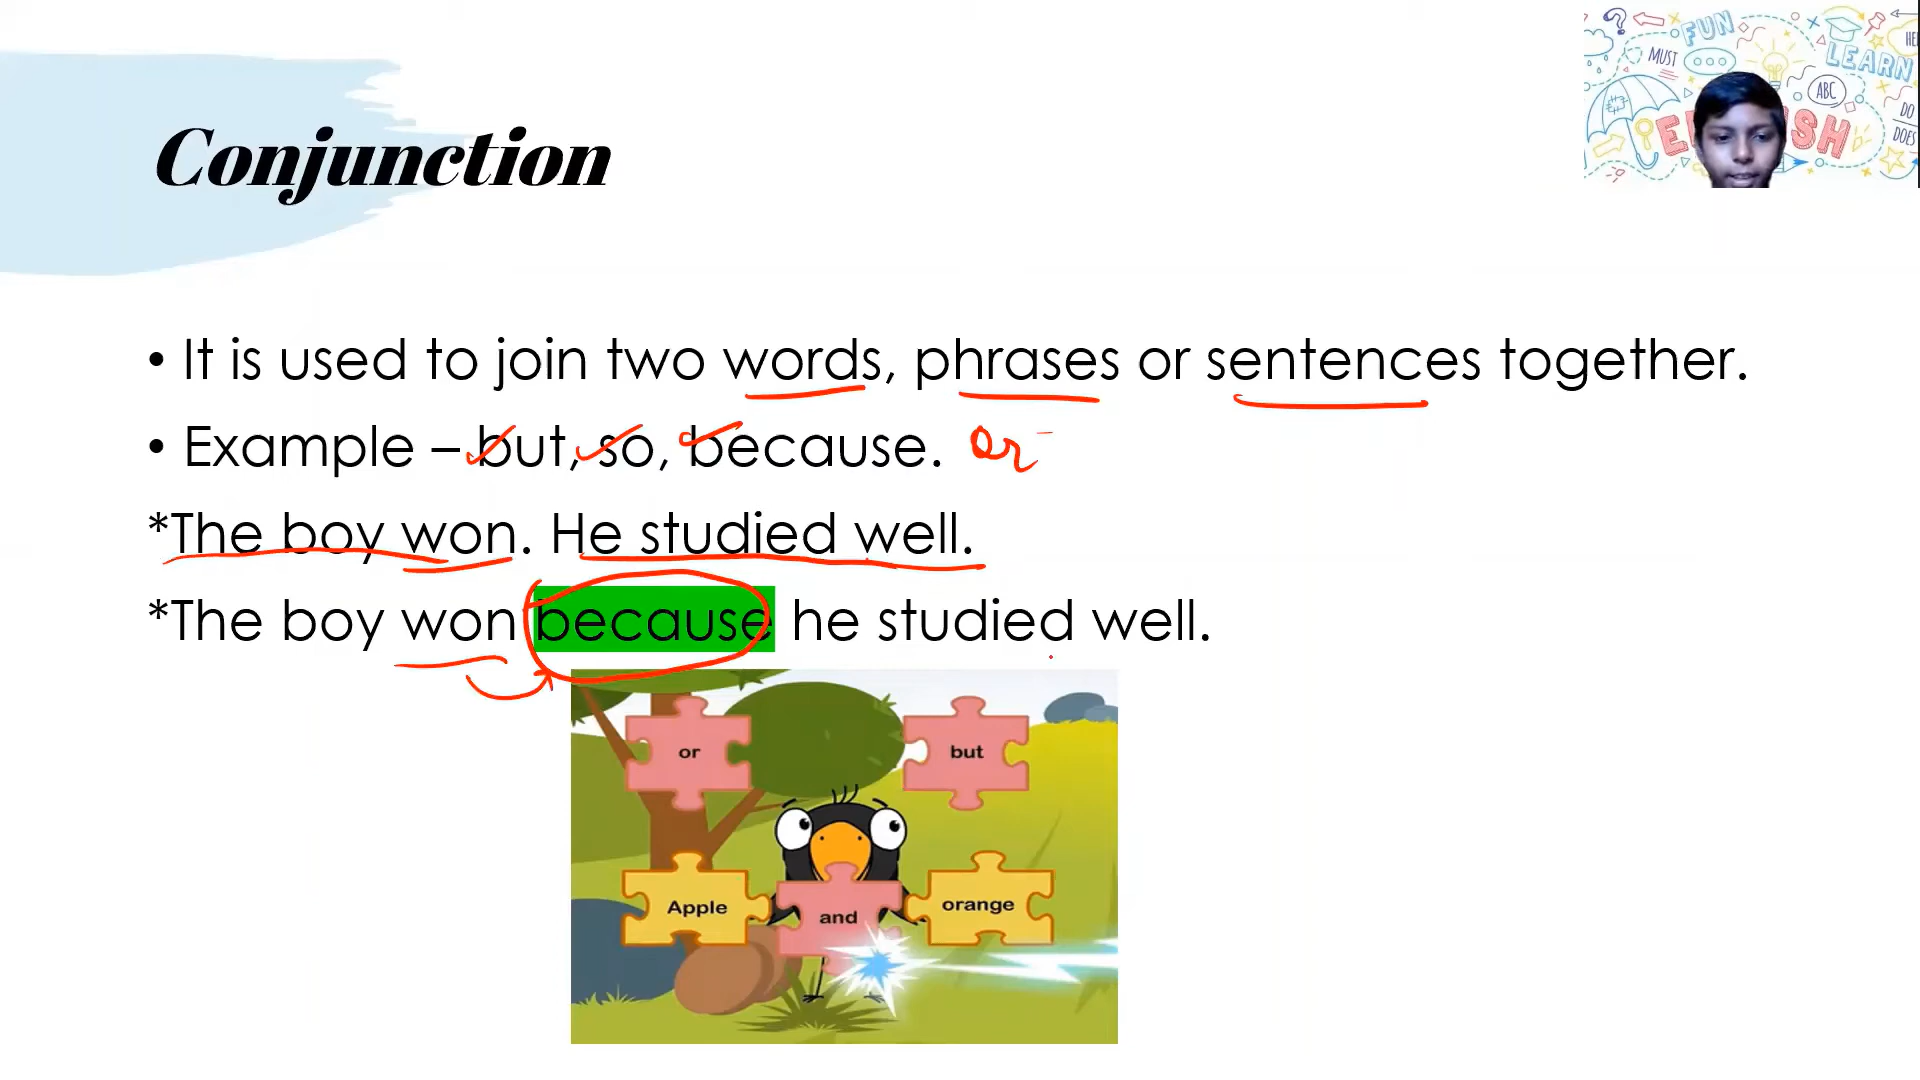 Conjunction
FUN
MUST
LEARN
ABC
DO
DOES
• It is used to join two words, phrases or sentences together.
• Example – but, so, because. Or
*The boy won. He studied well.
*The boy won because he studied well.
or but
Apple and orange